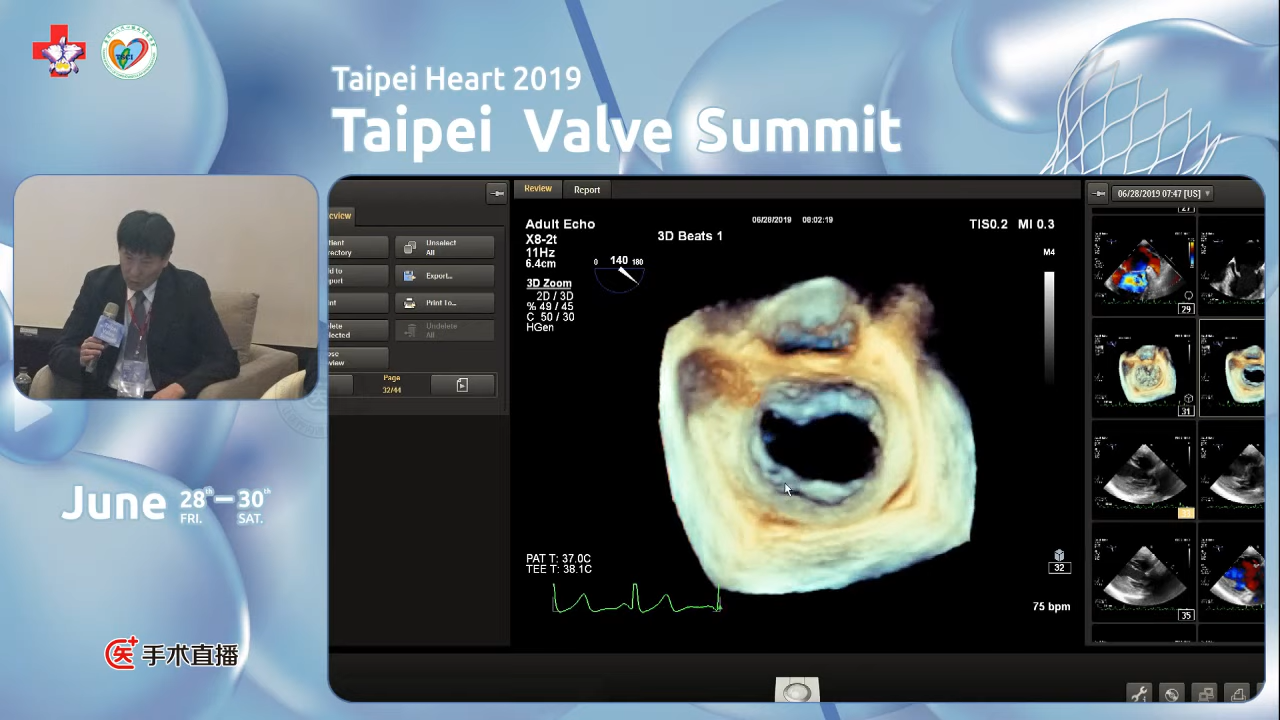 Taipei Heart 2019
Taipei Valve Summit
June 28th-30th
FRI. SAT.
手术直播
Review Report
06/28/2019 07:47 [US]
Adult Echo
X8-2t
11Hz
6.4cm
3D Zoom
2D / 3D
% 49 / 45
C 50 / 30
HGen
3D Beats 1
06/28/2019 08:02:19
TIS0.2 MI 0.3
M4
0 140 180
Unselect
All
Export...
Print To...
Undelete
All
Page
32/44
PAT T: 37.0C
TEE T: 38.1C
32
75 bpm
29
31
35